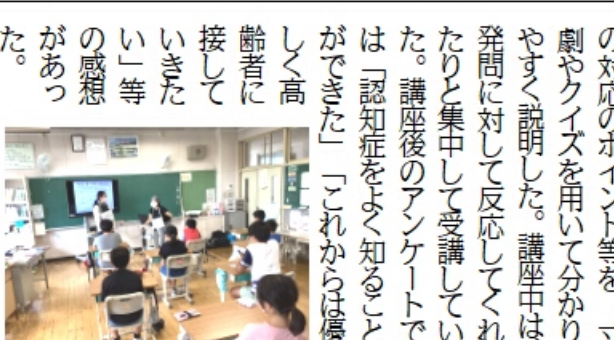 の対応のポイント等を、寸
劇やクイズを用いて分かり
やすく説明した。講座中は
発問に対して反応してくれ
たりと集中して受講してい
た。講座後のアンケートで
は「認知症をよく知ること
ができた」「これからは優
しく高
齢者に
接して
いきた
い」等
の感想
があっ
た。